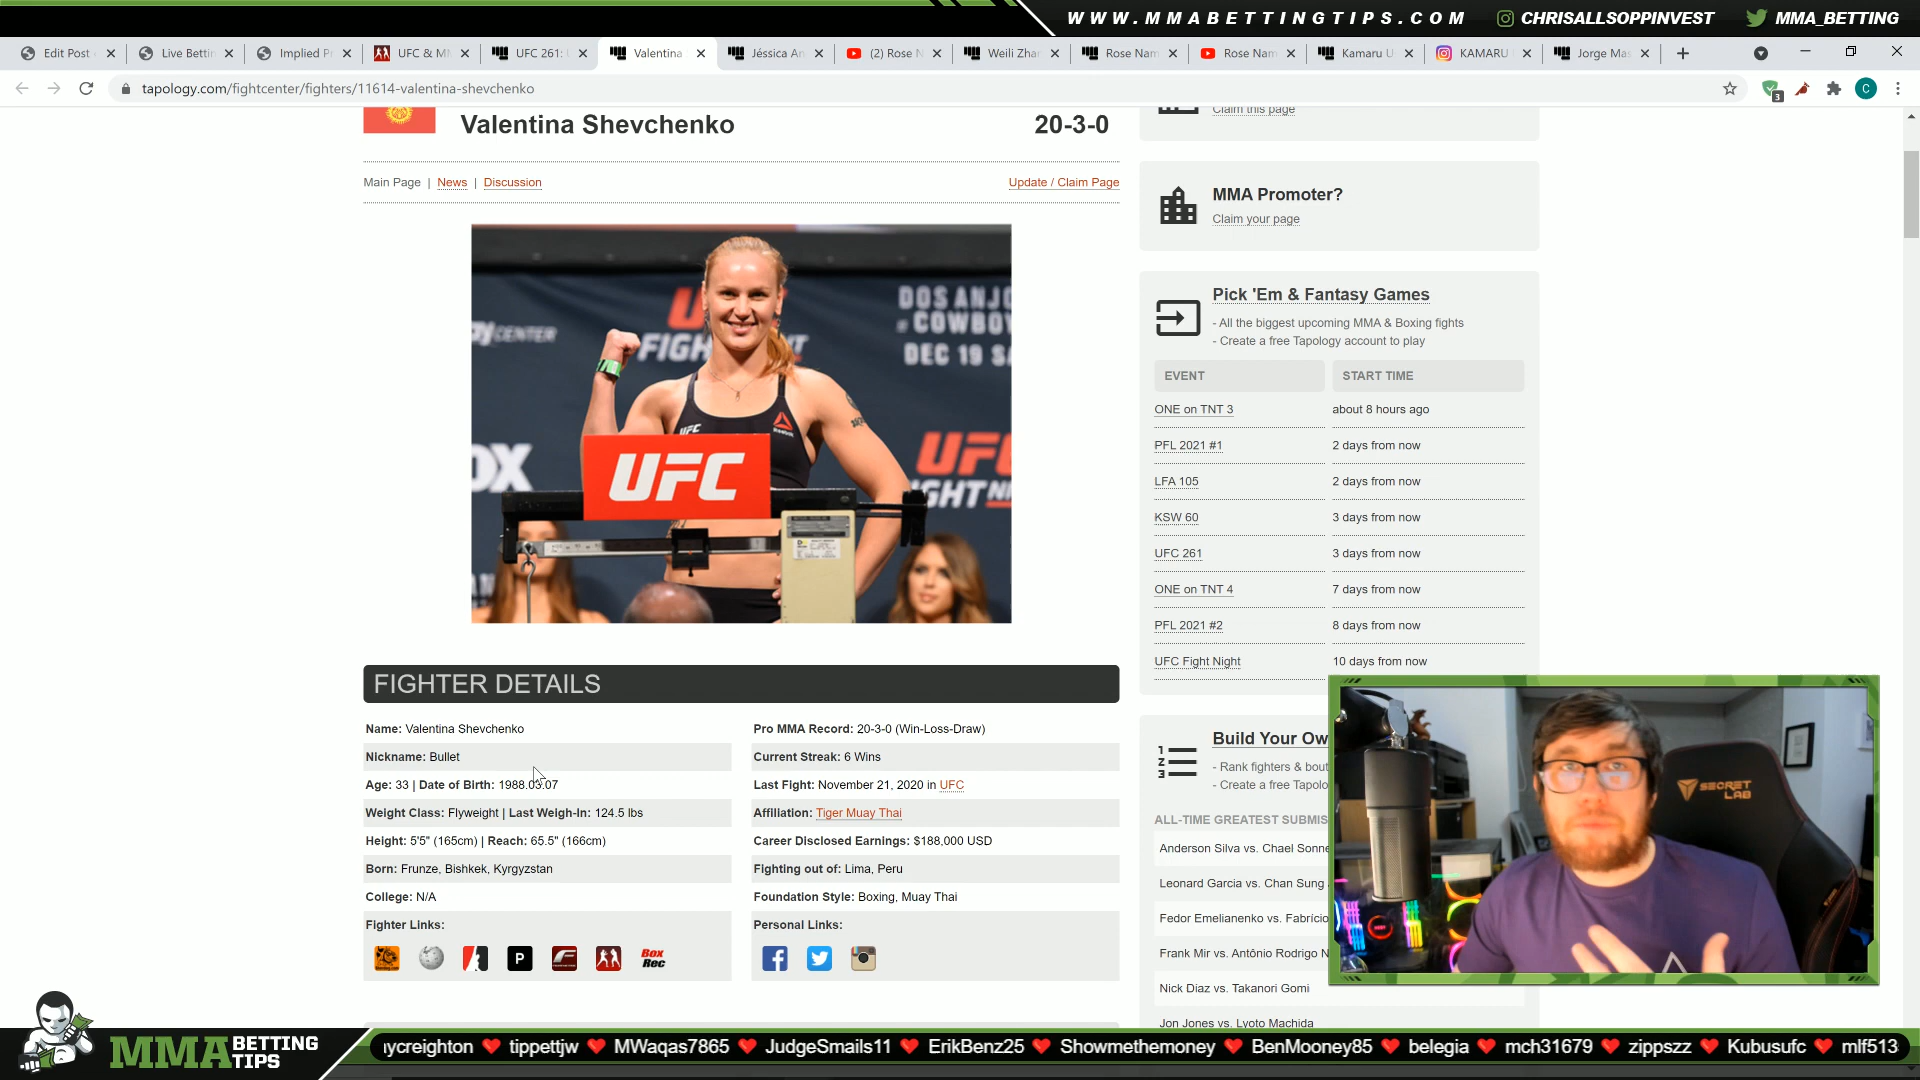 WWW.MMABETTINGTIPS.COM
CHRISALLSOPPINVEST
MMA_BETTING
Edit Post
Live Bettin
Implied P
UFC & M
UFC 261:
Valentina
Jéssica An
(2) Rose N
Weili Zha
Rose Nam
Rose Nam
Kamaru U
KAMARU
Jorge Mas
tapology.com/fightcenter/fighters/11614-valentina-shevchenko
3
C
Valentina Shevchenko
20-3-0
Main Page | News | Discussion
Update / Claim Page
UFC
FIGHT
DOS ANJO
COWBOY
DEC 19 SA
CENTER
OX
UFC
UFC
GHT
Reebok
FIGHTER DETAILS
Name: Valentina Shevchenko
Nickname: Bullet
Age: 33 | Date of Birth: 1988.03.07
Weight Class: Flyweight | Last Weigh-In: 124.5 lbs
Height: 5'5" (165cm) | Reach: 65.5" (166cm)
Born: Frunze, Bishkek, Kyrgyzstan
College: N/A
Fighter Links:
P
Box
Rec
Pro MMA Record: 20-3-0 (Win-Loss-Draw)
Current Streak: 6 Wins
Last Fight: November 21, 2020 in UFC
Affiliation: Tiger Muay Thai
Career Disclosed Earnings: $188,000 USD
Fighting out of: Lima, Peru
Foundation Style: Boxing, Muay Thai
Personal Links:
Claim this page
MMA Promoter?
Claim your page
Pick 'Em & Fantasy Games
- All the biggest upcoming MMA & Boxing fights
- Create a free Tapology account to play
EVENT START TIME
ONE on TNT 3 about 8 hours ago
PFL 2021 #1 2 days from now
LFA 105 2 days from now
KSW 60 3 days from now
UFC 261 3 days from now
ONE on TNT 4 7 days from now
PFL 2021 #2 8 days from now
UFC Fight Night 10 days from now
1
2
3
Build Your Ow
- Rank fighters & bout
- Create a free Tapolo
ALL-TIME GREATEST SUBMIS
Anderson Silva vs. Chael Sonne
Leonard Garcia vs. Chan Sung
Fedor Emelianenko vs. Fabrício
Frank Mir vs. Antônio Rodrigo N
Nick Diaz vs. Takanori Gomi
Jon Jones vs. Lyoto Machida
SECRET
LAB
MMA BETTING
TIPS
ycreighton tippettjw MWaqas7865 JudgeSmails11 ErikBenz25 Showmethemoney BenMooney85 belegia mch31679 zippszz Kubusufc mlf513